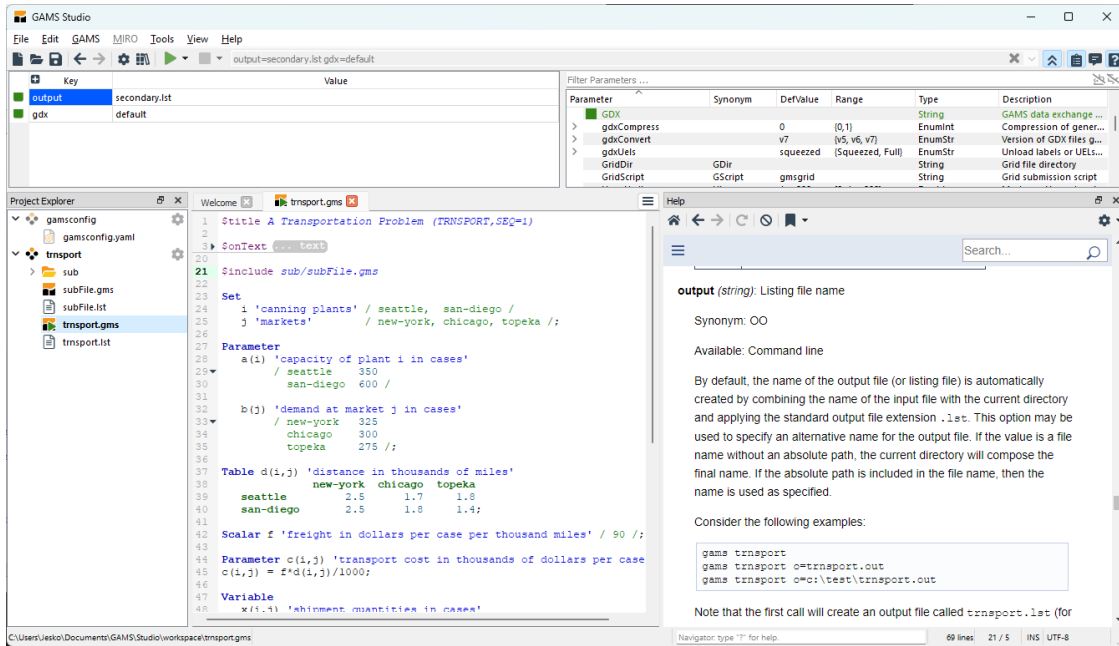 GAMS Studio
File Edit GAMS MIRO Tools View Help
output=secondary.lst gdx=default
Key Value
output secondary.lst
gdx default
Filter Parameters ...
Parameter Synonym DefValue Range Type Description
GDX String GAMS data exchange ...
gdxCompress 0 {0,1} EnumInt Compression of gener...
gdxConvert v7 {v5, v6, v7} EnumStr Version of GDX files g...
gdxUels squeezed {Squeezed, Full} EnumStr Unload labels or UELs...
GridDir GDir String Grid file directory
GridScript GScript gmsgrid String Grid submission script
Project Explorer
gamsconfig
gamsconfig.yaml
trnsport
sub
subFile.gms
subFile.lst
trnsport.gms
trnsport.lst
Welcome trnsport.gms
1 $title A Transportation Problem (TRNSPORT,SEQ=1)
2
3 $onText ... text
20
21 $include sub/subFile.gms
22
23 Set
24 i 'canning plants' / seattle, san-diego /
25 j 'markets' / new-york, chicago, topeka /;
26
27 Parameter
28 a(i) 'capacity of plant i in cases'
29 / seattle 350
30 san-diego 600 /
31
32 b(j) 'demand at market j in cases'
33 / new-york 325
34 chicago 300
35 topeka 275 /;
36
37 Table d(i,j) 'distance in thousands of miles'
38 new-york chicago topeka
39 seattle 2.5 1.7 1.8
40 san-diego 2.5 1.8 1.4;
41
42 Scalar f 'freight in dollars per case per thousand miles' / 90 /;
43
44 Parameter c(i,j) 'transport cost in thousands of dollars per case
45 c(i,j) = f*d(i,j)/1000;
46
47 Variable
48 x(i,j) 'shipment quantities in cases'
Help
Search...
output (string): Listing file name
Synonym: OO
Available: Command line
By default, the name of the output file (or listing file) is automatically
created by combining the name of the input file with the current directory
and applying the standard output file extension .lst. This option may be
used to specify an alternative name for the output file. If the value is a file
name without an absolute path, the current directory will compose the
final name. If the absolute path is included in the file name, then the
name is used as specified.
Consider the following examples:
gams trnsport
gams trnsport o=trnsport.out
gams trnsport o=c:\test\trnsport.out
Note that the first call will create an output file called trnsport.lst (for
C:\Users\Jesko\Documents\GAMS\Studio\workspace\trnsport.gms
Navigator: type "?" for help.
69 lines 21 / 5 INS UTF-8